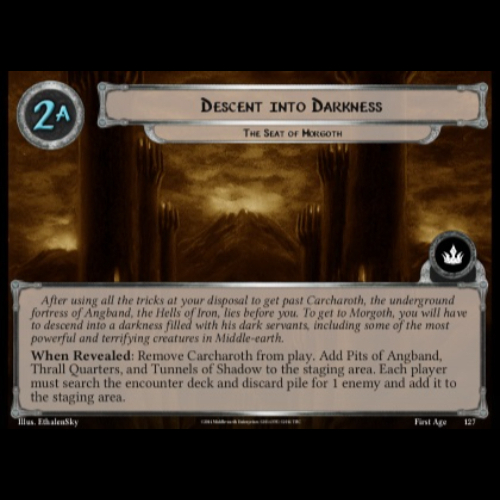 2A
Descent into Darkness
The Seat of Morgoth
After using all the tricks at your disposal to get past Carcharoth, the underground
fortress of Angband, the Hells of Iron, lies before you. To get to Morgoth, you will have
to descend into a darkness filled with his dark servants, including some of the most
powerful and terrifying creatures in Middle-earth.
When Revealed: Remove Carcharoth from play. Add Pits of Angband,
Thrall Quarters, and Tunnels of Shadow to the staging area. Each player
must search the encounter deck and discard pile for 1 enemy and add it to
the staging area.
Illus. EthalenSky
First Age 127